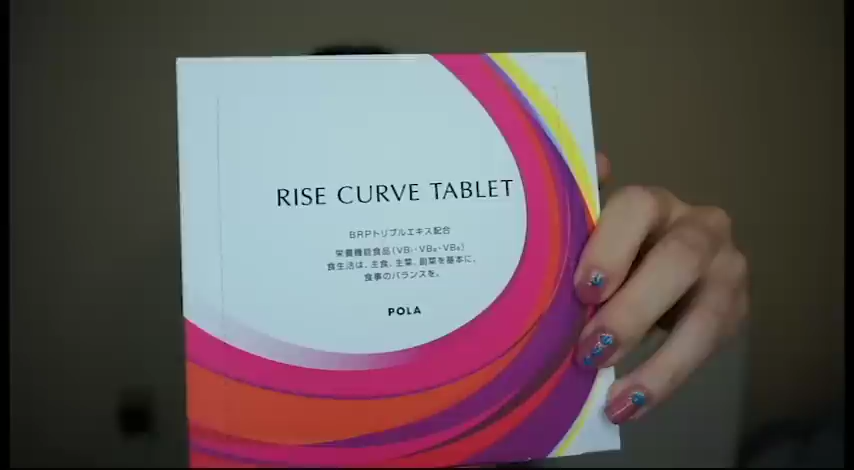 RISE CURVE TABLET
BRPトリプルエキス配合
栄養機能食品(VB₁・VB₂・VB₆)
食生活は、主食、主菜、副菜を基本に、
食事のバランスを。
POLA